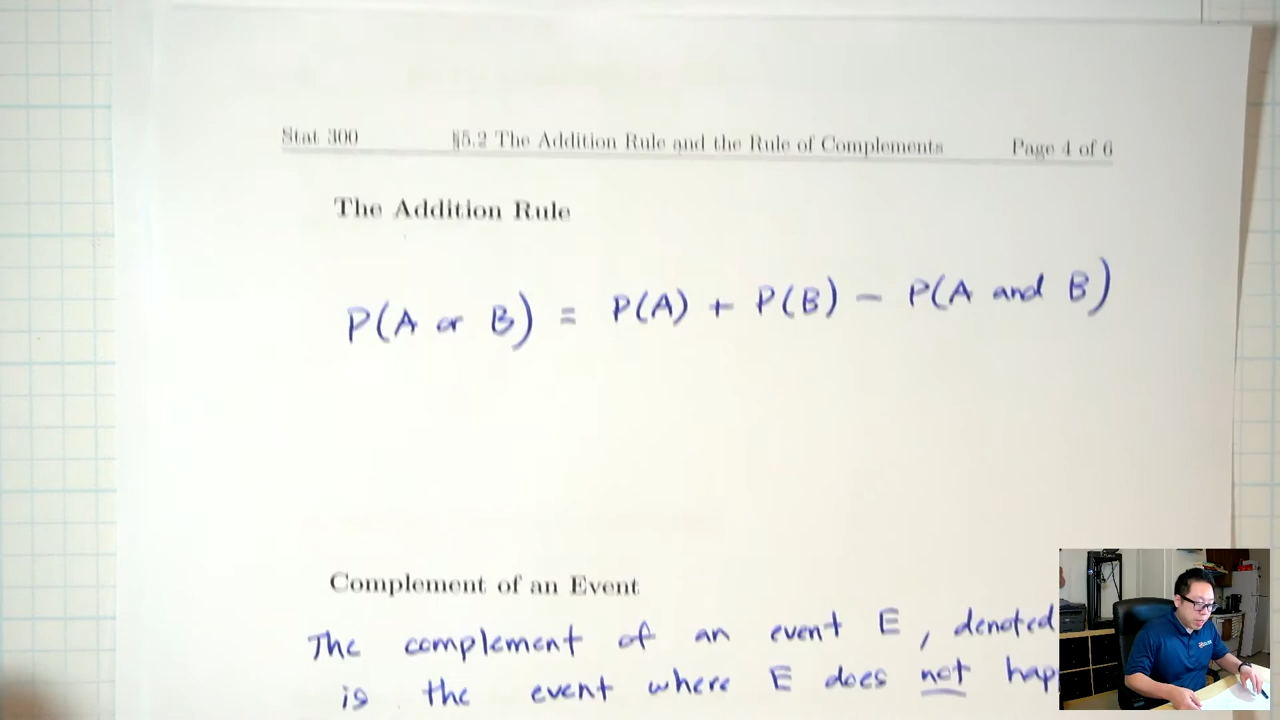 Stat 300 §5.2 The Addition Rule and the Rule of Complements Page 4 of 6
The Addition Rule
P(A or B) = P(A) + P(B) - P(A and B)
Complement of an Event
The complement of an event E, denoted
is the event where E does not hap